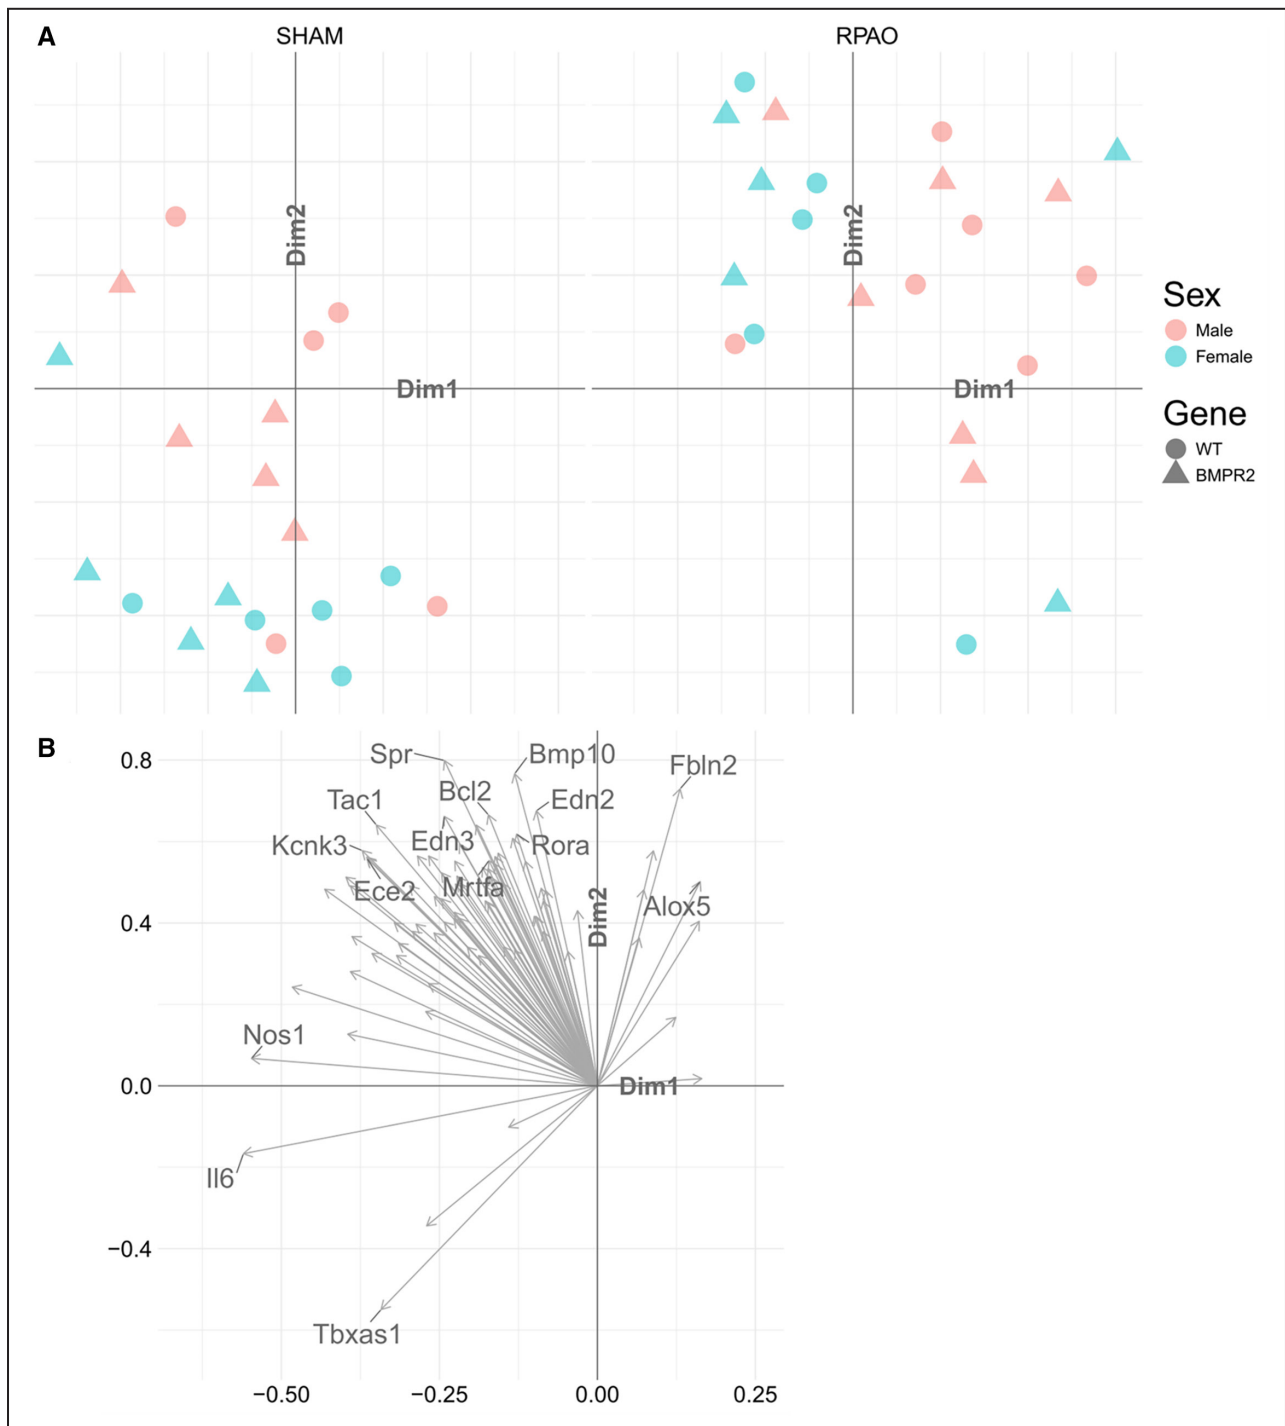 A
SHAM
RPAO
Dim2
Dim2
Dim1
Dim1
Sex
Male
Female
Gene
WT
BMPR2
B
0.8
Spr
Bmp10
Fbln2
Tac1
Bcl2
Edn2
Kcnk3
Edn3
Rora
Ece2
Mrtfa
Alox5
0.4
Dim2
Nos1
0.0
Dim1
Il6
−0.4
Tbxas1
−0.50
−0.25
0.00
0.25